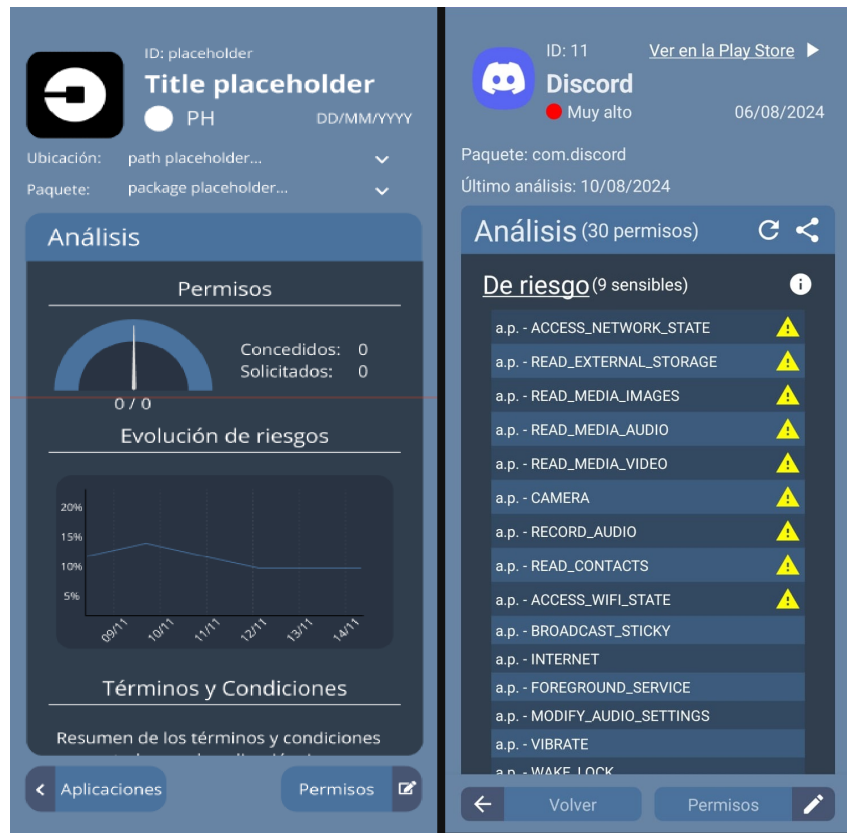 ID: placeholder
Title placeholder
PH DD/MM/YYYY
Ubicación: path placeholder...
Paquete: package placeholder...
Análisis
Permisos
Concedidos: 0
Solicitados: 0
0 / 0
Evolución de riesgos
20%
15%
10%
5%
09/11 10/11 11/11 12/11 13/11 14/11
Términos y Condiciones
Resumen de los términos y condiciones
Aplicaciones
Permisos
ID: 11 Ver en la Play Store
Discord
Muy alto 06/08/2024
Paquete: com.discord
Último análisis: 10/08/2024
Análisis (30 permisos)
De riesgo (9 sensibles)
a.p. - ACCESS_NETWORK_STATE
a.p. - READ_EXTERNAL_STORAGE
a.p. - READ_MEDIA_IMAGES
a.p. - READ_MEDIA_AUDIO
a.p. - READ_MEDIA_VIDEO
a.p. - CAMERA
a.p. - RECORD_AUDIO
a.p. - READ_CONTACTS
a.p. - ACCESS_WIFI_STATE
a.p. - BROADCAST_STICKY
a.p. - INTERNET
a.p. - FOREGROUND_SERVICE
a.p. - MODIFY_AUDIO_SETTINGS
a.p. - VIBRATE
a.p. - WAKE_LOCK
Volver
Permisos